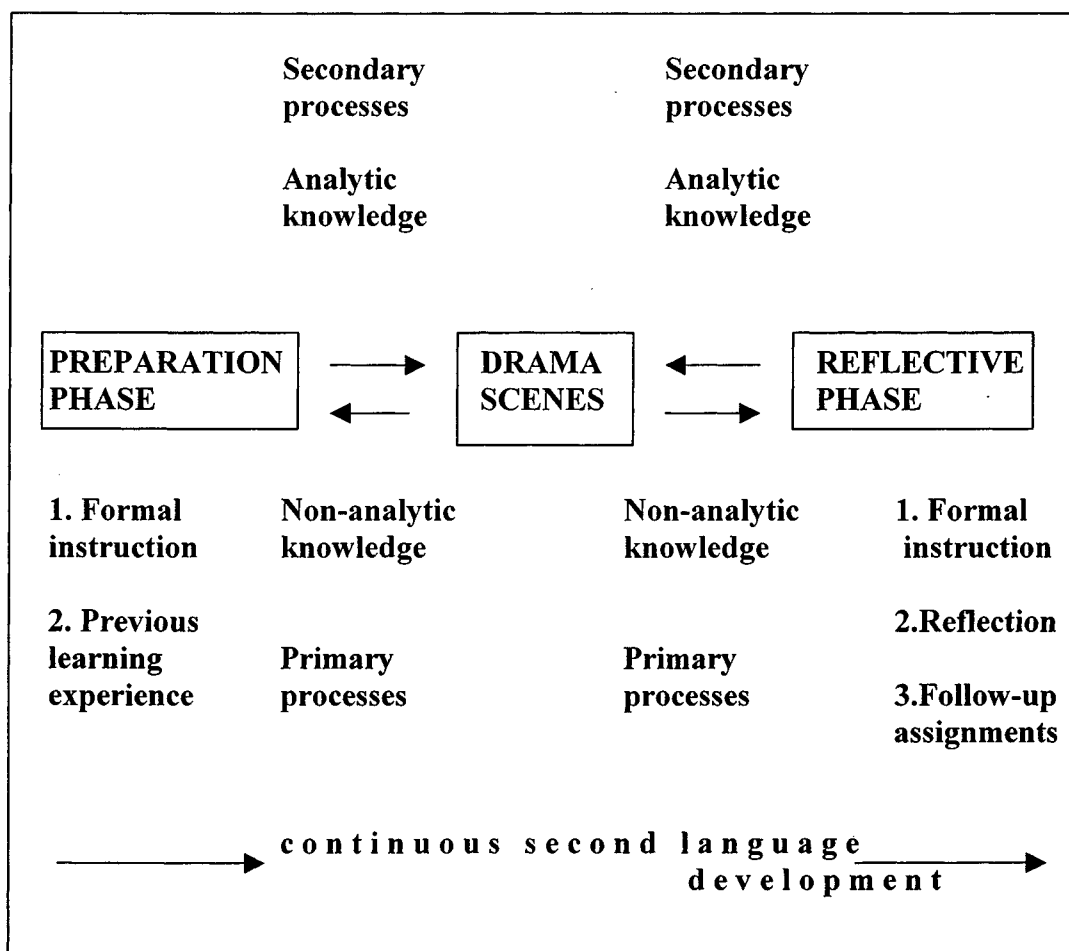 Secondary processes
Secondary processes
Analytic knowledge
Analytic knowledge
PREPARATION PHASE
DRAMA SCENES
REFLECTIVE PHASE
1. Formal instruction
Non-analytic knowledge
Non-analytic knowledge
1. Formal instruction
2. Previous learning experience
Primary processes
Primary processes
2.Reflection
3.Follow-up assignments
continuous second language
development